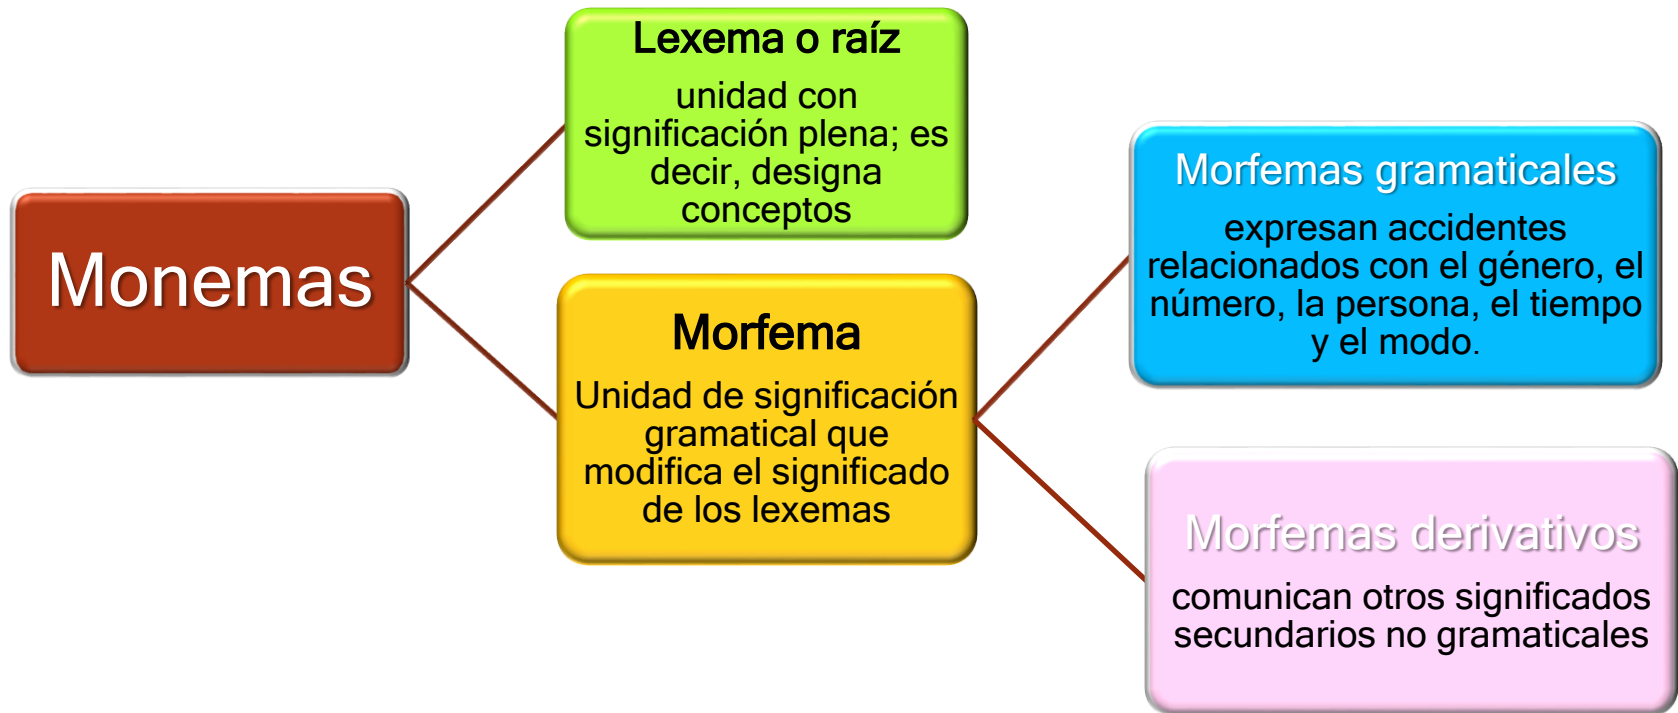 Monemas
Lexema o raíz
unidad con
significación plena; es
decir, designa
conceptos
Morfema
Unidad de significación
gramatical que
modifica el significado
de los lexemas
Morfemas gramaticales
expresan accidentes
relacionados con el género, el
número, la persona, el tiempo
y el modo.
Morfemas derivativos
comunican otros significados
secundarios no gramaticales